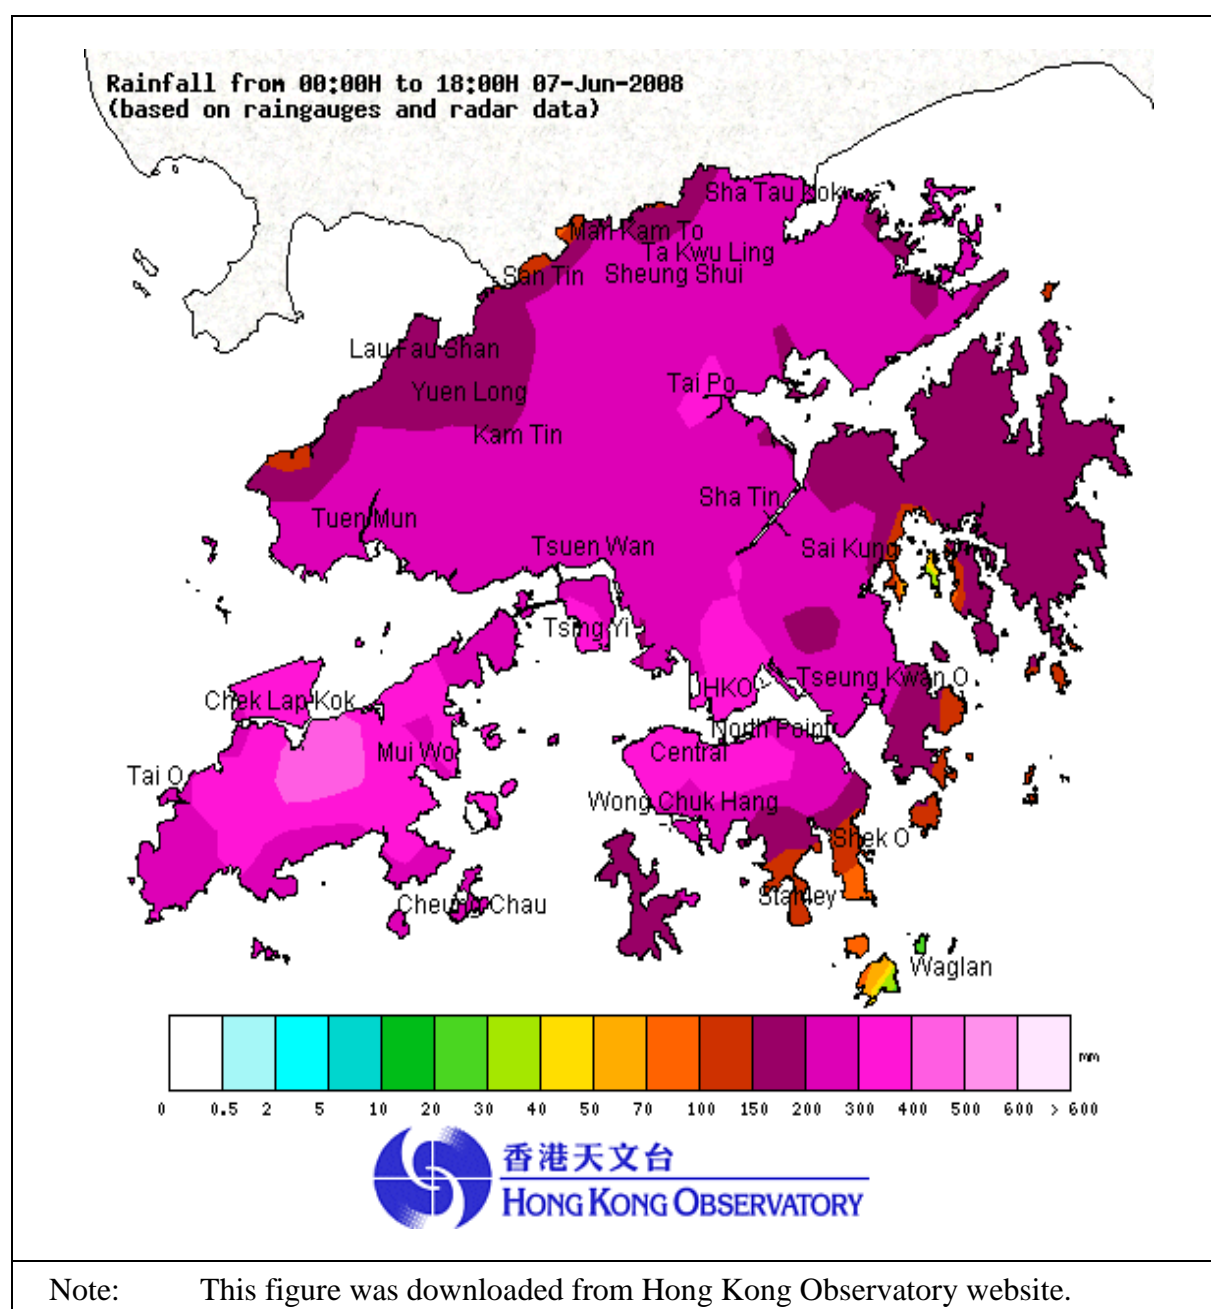 Rainfall from 00:00H to 18:00H 07-Jun-2008
(based on raingauges and radar data)
Sha Tau Kok
Man Kam To
Ta Kwu Ling
San Tin
Sheung Shui
Lau Fau Shan
Tai Po
Yuen Long
Kam Tin
Sha Tin
Tuen Mun
Tsuen Wan
Sai Kung
Tsing Yi
Tseung Kwan O
HKO
Chek Lap Kok
North Point
Mui Wo
Central
Tai O
Wong Chuk Hang
Shek O
Stanley
Cheung Chau
Waglan
mm
0 0.5 2 5 10 20 30 40 50 70 100 150 200 300 400 500 600 > 600
香港天文台
HONG KONG OBSERVATORY
Note: This figure was downloaded from Hong Kong Observatory website.